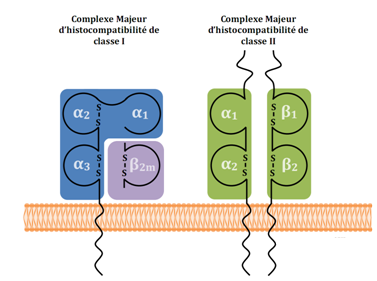 Complexe Majeur
d'histocompatibilité de
classe I
Complexe Majeur
d'histocompatibilité de
classe II
α2 S S α1
α3 S S S S β2m
α1 S S β1
α2 S S S S β2